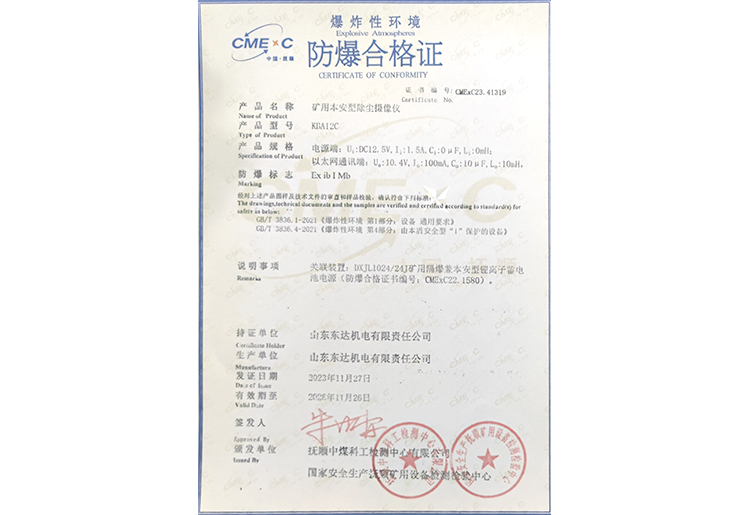 CMExC
中国·抚顺
爆炸性环境
Explosive Atmospheres
防爆合格证
CERTIFICATE OF CONFORMITY
证书编号:CMExC23.41319
Certificate No.
产品名称 矿用本安型除尘摄像仪
Name of Product
产品型号 KBA12C
Type of Product
产品规格 电源端：Ui:DC12.5V, Ii:1.5A, Ci:0μF, Li:0mH;
Specification of Product
以太网通讯端：Uo:10.4V, Io:100mA, Co:10μF, Lo:10mH,
防爆标志 Ex ib I Mb
Marking
兹对上述产品图样及技术文件的审查和样品检验，确认符合下列标准：
The drawings,technical documents and the samples are verified and certified according to standard(s) for
safety in below:
GB/T 3836.1-2021《爆炸性环境 第1部分：设备 通用要求》
GB/T 3836.4-2021《爆炸性环境 第4部分：由本质安全型“i”保护的设备》
说明事项 关联装置：DXJL1024/24J矿用隔爆兼本安型锂离子蓄电
Remarks
池电源（防爆合格证书编号：CMExC22.1580）。
持证单位 山东东达机电有限责任公司
Certificate Holder
生产单位 山东东达机电有限责任公司
Manufacture
发证日期 2023年11月27日
Date of Issue
有效期至 2028年11月26日
Valid Date
签发人
Approved By
颁发单位 抚顺中煤科工检测中心有限公司
Issued By
国家安全生产抚顺矿用设备检测检验中心